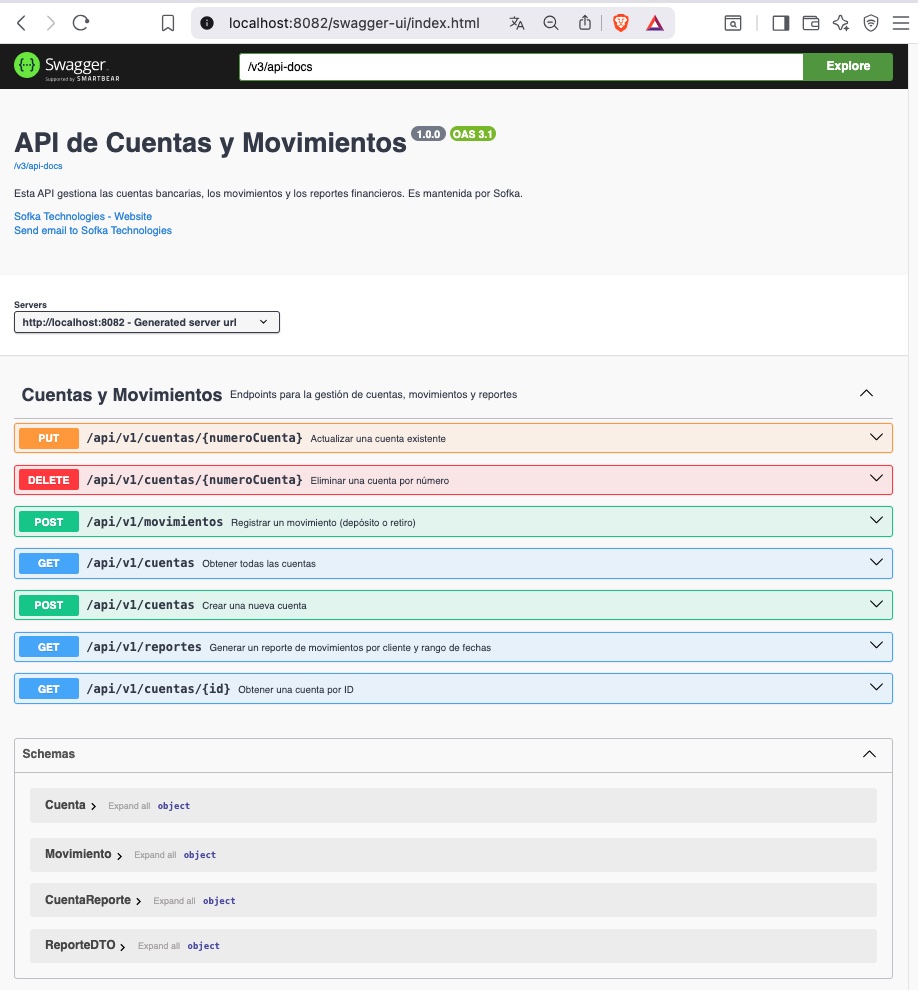 localhost:8082/swagger-ui/index.html
Swagger
Supported by SMARTBEAR
/v3/api-docs
Explore
API de Cuentas y Movimientos 1.0.0 OAS 3.1
/v3/api-docs
Esta API gestiona las cuentas bancarias, los movimientos y los reportes financieros. Es mantenida por Sofka.
Sofka Technologies - Website
Send email to Sofka Technologies
Servers
http://localhost:8082 - Generated server url
Cuentas y Movimientos Endpoints para la gestión de cuentas, movimientos y reportes
PUT /api/v1/cuentas/{numeroCuenta} Actualizar una cuenta existente
DELETE /api/v1/cuentas/{numeroCuenta} Eliminar una cuenta por número
POST /api/v1/movimientos Registrar un movimiento (depósito o retiro)
GET /api/v1/cuentas Obtener todas las cuentas
POST /api/v1/cuentas Crear una nueva cuenta
GET /api/v1/reportes Generar un reporte de movimientos por cliente y rango de fechas
GET /api/v1/cuentas/{id} Obtener una cuenta por ID
Schemas
Cuenta Expand all object
Movimiento Expand all object
CuentaReporte Expand all object
ReporteDTO Expand all object